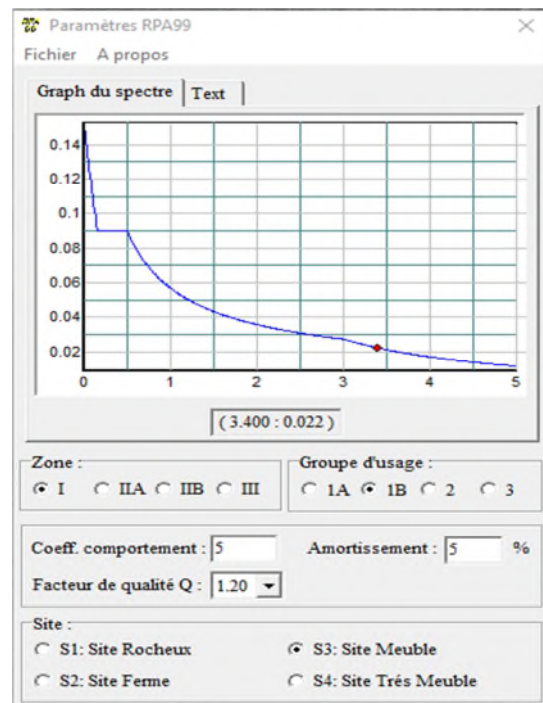 Paramètres RPA99
Fichier A propos
Graph du spectre Text
0.14
0.12
0.1
0.08
0.06
0.04
0.02
0 1 2 3 4 5
( 3.400 : 0.022 )
Zone : Groupe d'usage :
I IIA IIB III 1A 1B 2 3
Coeff. comportement : 5 Amortissement : 5 %
Facteur de qualité Q : 1.20
Site :
S1: Site Rocheux S3: Site Meuble
S2: Site Ferme S4: Site Trés Meuble